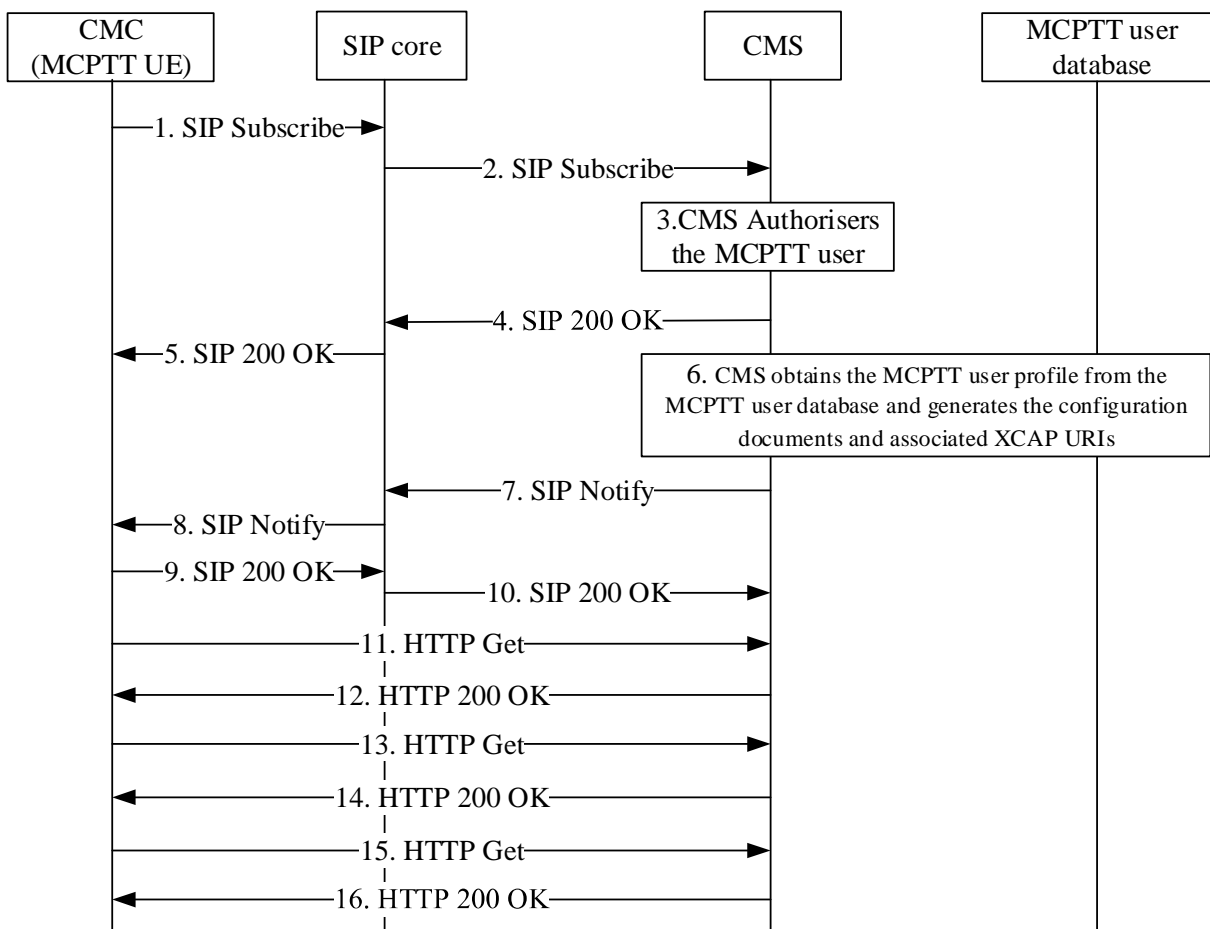 CMC
(MCPTT UE)
SIP core
CMS
MCPTT user
database
1. SIP Subscribe
2. SIP Subscribe
3.CMS Authorisers
the MCPTT user
4. SIP 200 OK
5. SIP 200 OK
6. CMS obtains the MCPTT user profile from the
MCPTT user database and generates the configuration
documents and associated XCAP URIs
7. SIP Notify
8. SIP Notify
9. SIP 200 OK
10. SIP 200 OK
11. HTTP Get
12. HTTP 200 OK
13. HTTP Get
14. HTTP 200 OK
15. HTTP Get
16. HTTP 200 OK